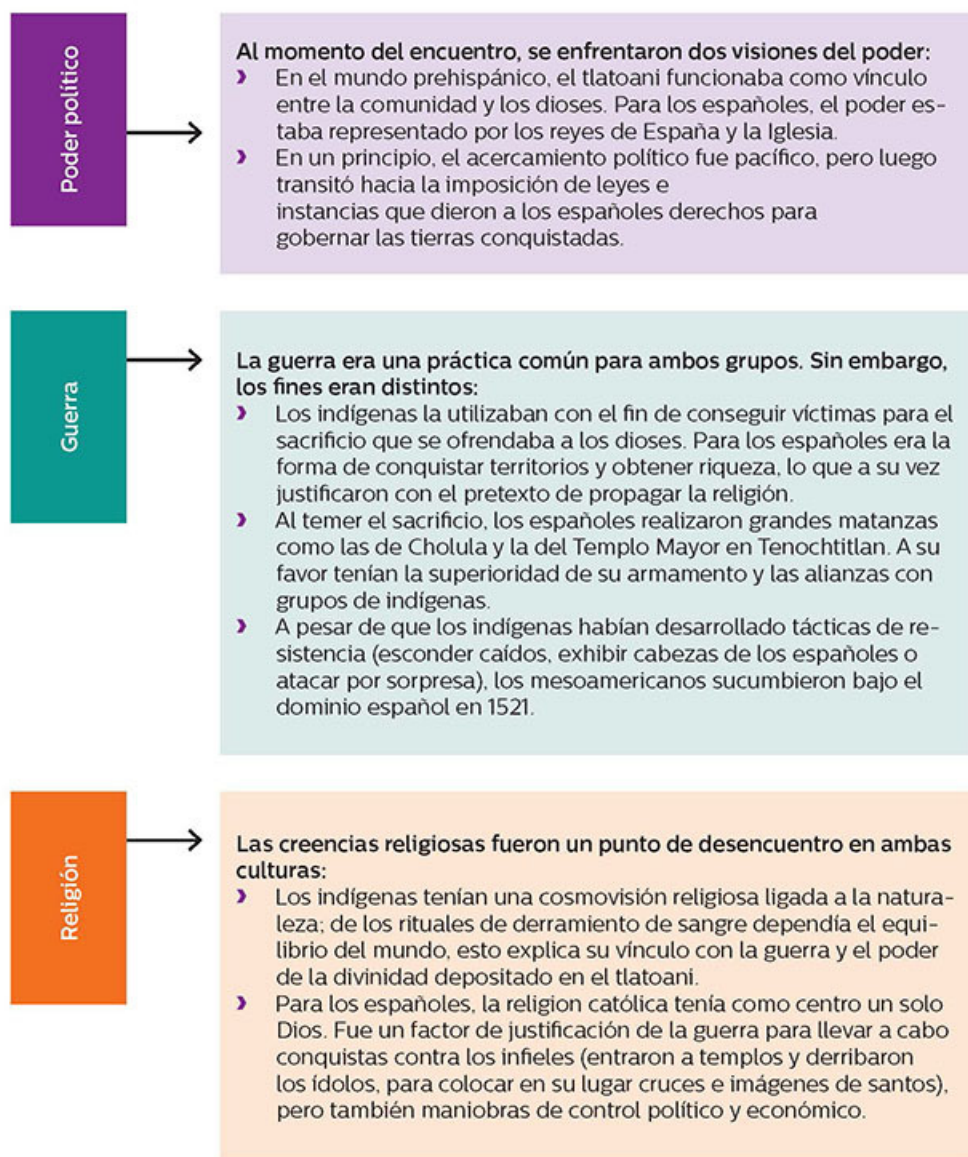 Poder político
Al momento del encuentro, se enfrentaron dos visiones del poder:
› En el mundo prehispánico, el tlatoani funcionaba como vínculo
entre la comunidad y los dioses. Para los españoles, el poder es-
taba representado por los reyes de España y la Iglesia.
› En un principio, el acercamiento político fue pacífico, pero luego
transitó hacia la imposición de leyes e
instancias que dieron a los españoles derechos para
gobernar las tierras conquistadas.
Guerra
La guerra era una práctica común para ambos grupos. Sin embargo,
los fines eran distintos:
› Los indígenas la utilizaban con el fin de conseguir víctimas para el
sacrificio que se ofrendaba a los dioses. Para los españoles era la
forma de conquistar territorios y obtener riqueza, lo que a su vez
justificaron con el pretexto de propagar la religión.
› Al temer el sacrificio, los españoles realizaron grandes matanzas
como las de Cholula y la del Templo Mayor en Tenochtitlan. A su
favor tenían la superioridad de su armamento y las alianzas con
grupos de indígenas.
› A pesar de que los indígenas habían desarrollado tácticas de re-
sistencia (esconder caídos, exhibir cabezas de los españoles o
atacar por sorpresa), los mesoamericanos sucumbieron bajo el
dominio español en 1521.
Religión
Las creencias religiosas fueron un punto de desencuentro en ambas
culturas:
› Los indígenas tenían una cosmovisión religiosa ligada a la natura-
leza; de los rituales de derramiento de sangre dependía el equi-
librio del mundo, esto explica su vínculo con la guerra y el poder
de la divinidad depositado en el tlatoani.
› Para los españoles, la religion católica tenía como centro un solo
Dios. Fue un factor de justificación de la guerra para llevar a cabo
conquistas contra los infieles (entraron a templos y derribaron
los ídolos, para colocar en su lugar cruces e imágenes de santos),
pero también maniobras de control político y económico.